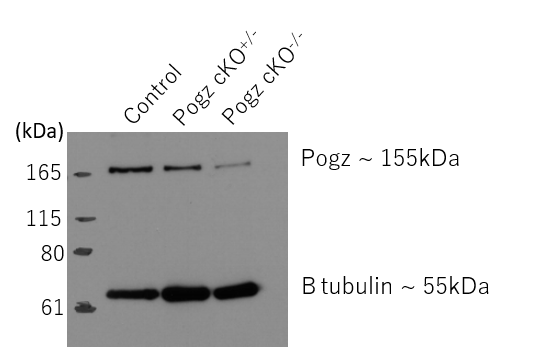 Control
Pogz cKO+/-
Pogz cKO-/-
(kDa)
165
115
80
61
Pogz ~ 155kDa
B tubulin ~ 55kDa